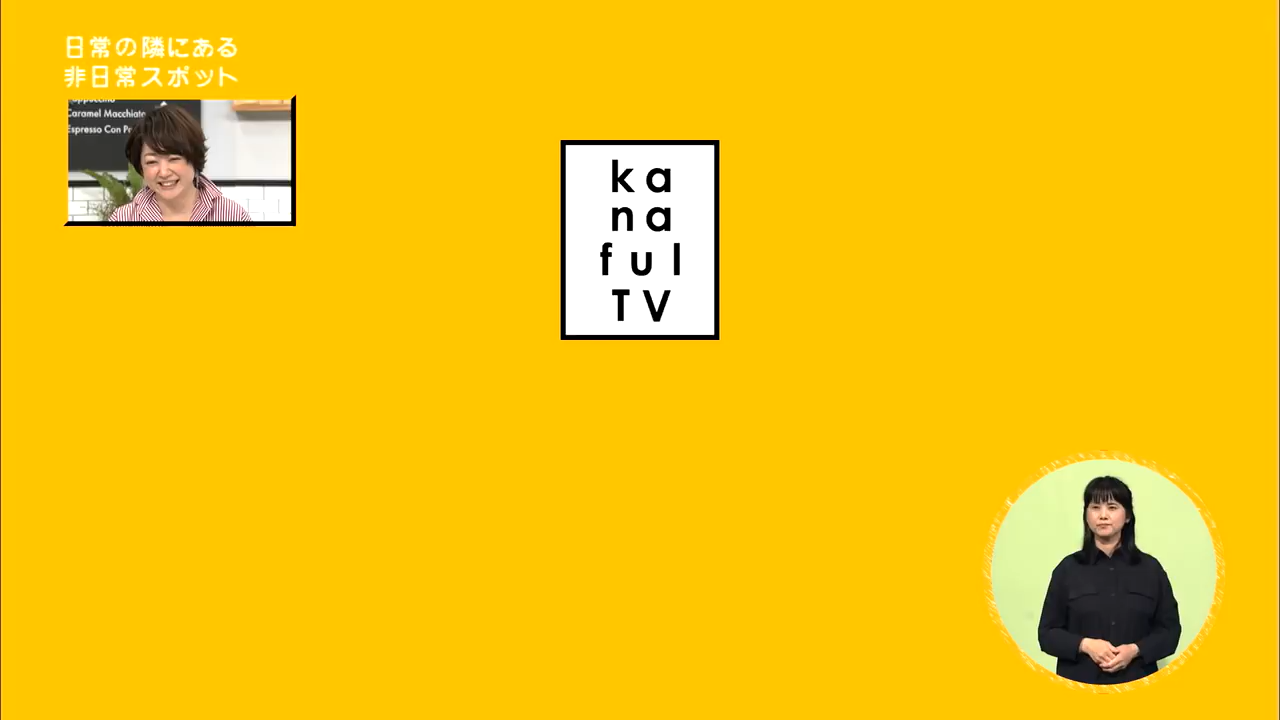 日常の隣にある
非日常スポット
Caramel Macchiato
Espresso Con
ka
na
ful
TV